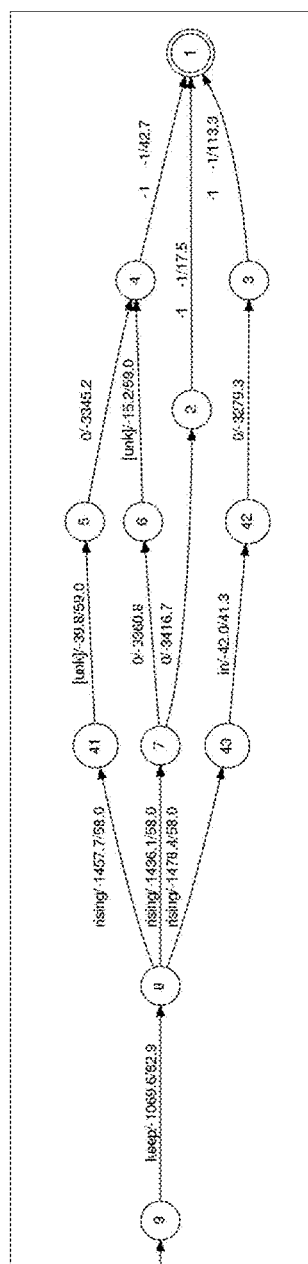 1
-1 -1/42.7
-1 -1/17.5
-1 -1/113.3
4
3
0/-3345.2
[unk]/-15.2/59.0
2
0/-3279.3
5
6
42
[unk]/-39.8/59.0
0/-3360.8
0/-3416.7
in/-42.0/41.3
41
7
43
rising/-1457.7/58.0
rising/-1436.1/58.0
rising/-1478.4/58.0
8
keep/-1069.6/62.9
9